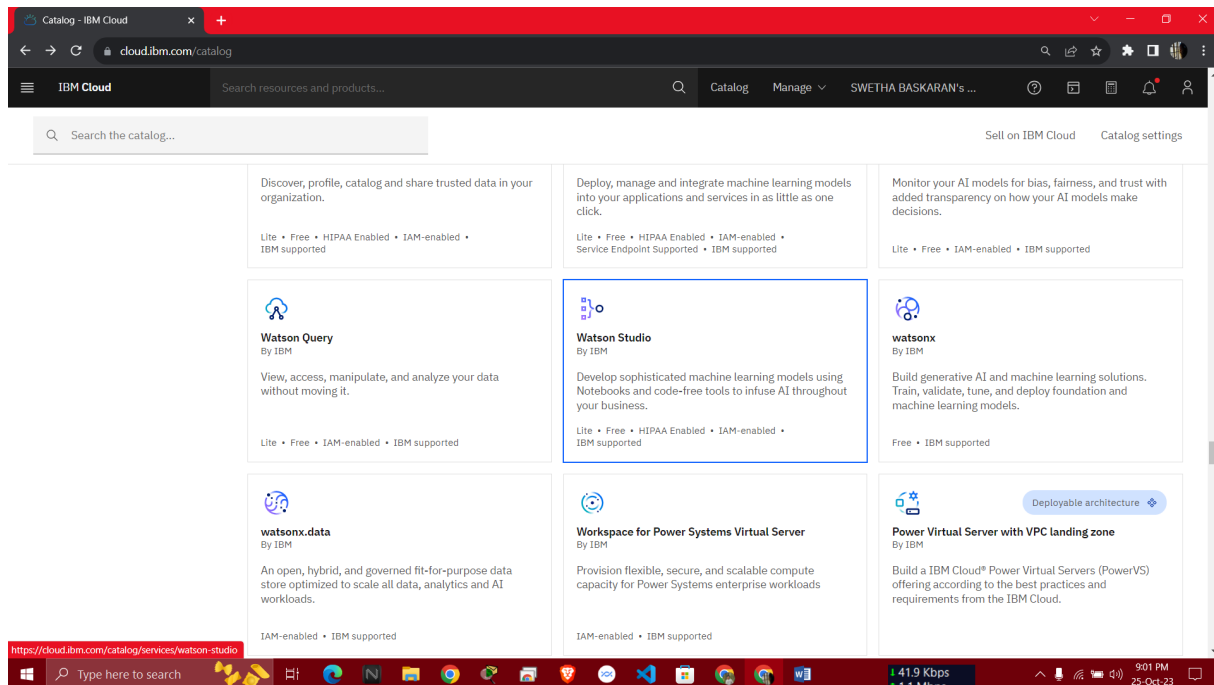 Catalog - IBM Cloud
cloud.ibm.com/catalog
IBM Cloud
Search resources and products...
Catalog
Manage
SWETHA BASKARAN's ...
Search the catalog...
Sell on IBM Cloud
Catalog settings
Discover, profile, catalog and share trusted data in your
organization.
Lite • Free • HIPAA Enabled • IAM-enabled •
IBM supported
Deploy, manage and integrate machine learning models
into your applications and services in as little as one
click.
Lite • Free • HIPAA Enabled • IAM-enabled •
Service Endpoint Supported • IBM supported
Monitor your AI models for bias, fairness, and trust with
added transparency on how your AI models make
decisions.
Lite • Free • IAM-enabled • IBM supported
Watson Query
By IBM
View, access, manipulate, and analyze your data
without moving it.
Lite • Free • IAM-enabled • IBM supported
Watson Studio
By IBM
Develop sophisticated machine learning models using
Notebooks and code-free tools to infuse AI throughout
your business.
Lite • Free • HIPAA Enabled • IAM-enabled •
IBM supported
watsonx
By IBM
Build generative AI and machine learning solutions.
Train, validate, tune, and deploy foundation and
machine learning models.
Free • IBM supported
watsonx.data
By IBM
An open, hybrid, and governed fit-for-purpose data
store optimized to scale all data, analytics and AI
workloads.
IAM-enabled • IBM supported
Workspace for Power Systems Virtual Server
By IBM
Provision flexible, secure, and scalable compute
capacity for Power Systems enterprise workloads
IAM-enabled • IBM supported
Deployable architecture
Power Virtual Server with VPC landing zone
By IBM
Build a IBM Cloud® Power Virtual Servers (PowerVS)
offering according to the best practices and
requirements from the IBM Cloud.
https://cloud.ibm.com/catalog/services/watson-studio
Type here to search
41.9 Kbps
9:01 PM
25-Oct-23